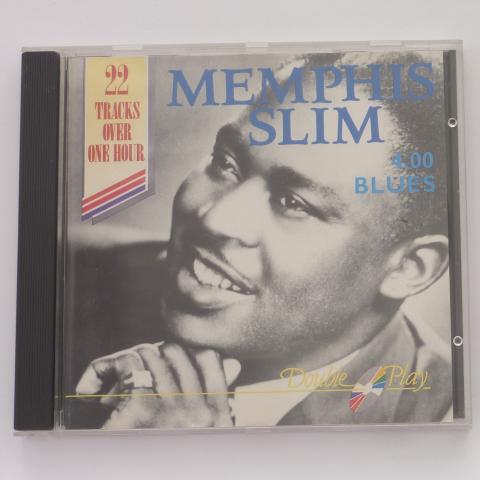 22
TRACKS
OVER
ONE HOUR
MEMPHIS
SLIM
4.00
BLUES
Double Play